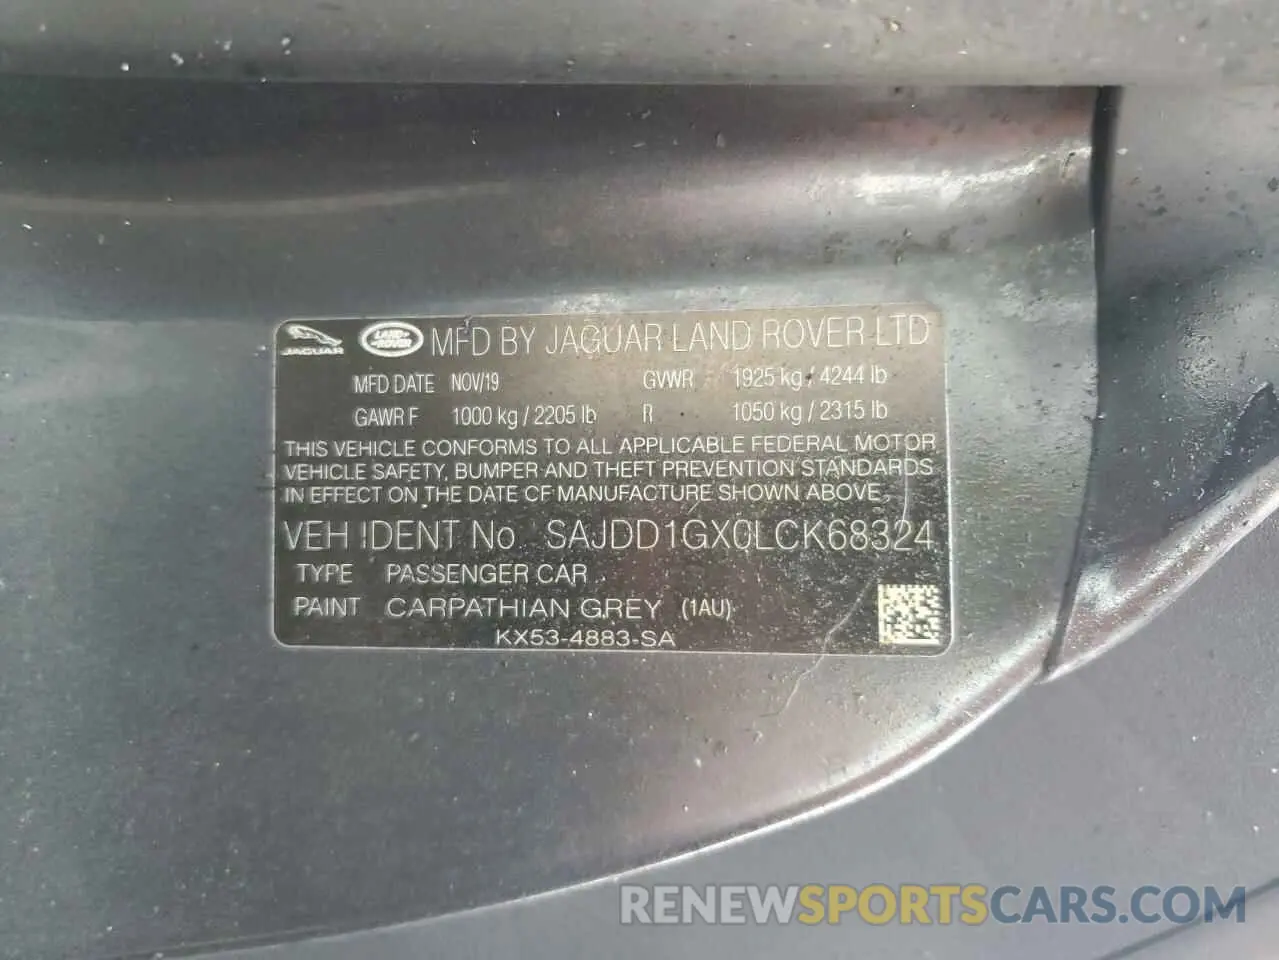 JAGUAR LAND ROVER MFD BY JAGUAR LAND ROVER LTD
MFD DATE NOV/19 GVWR 1925 kg / 4244 lb
GAWR F 1000 kg / 2205 lb R 1050 kg / 2315 lb
THIS VEHICLE CONFORMS TO ALL APPLICABLE FEDERAL MOTOR
VEHICLE SAFETY, BUMPER AND THEFT PREVENTION STANDARDS
IN EFFECT ON THE DATE OF MANUFACTURE SHOWN ABOVE.
VEH IDENT No SAJDD1GX0LCK68324
TYPE PASSENGER CAR
PAINT CARPATHIAN GREY (1AU)
KX53-4883-SA
RENEWSPORTSCARS.COM